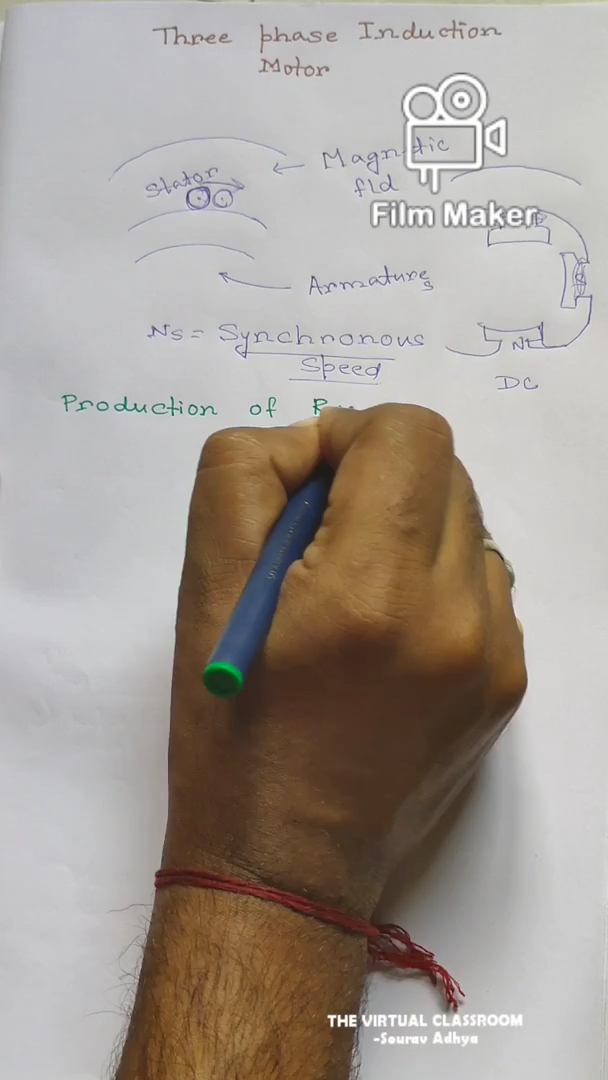 Three phase Induction
Motor
Magnetic
fld
Stator
Film Maker
Armature
Ns = Synchronous
Speed
N
DC
Production of
THE VIRTUAL CLASSROOM
-Sourav Adhya